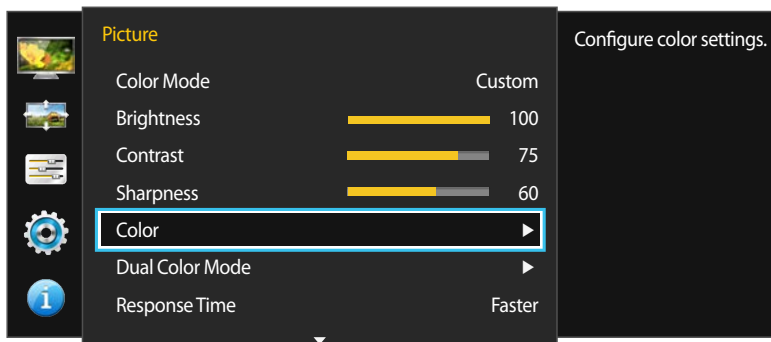 Picture
Configure color settings.
Color Mode Custom
Brightness 100
Contrast 75
Sharpness 60
Color ▶
Dual Color Mode ▶
Response Time Faster